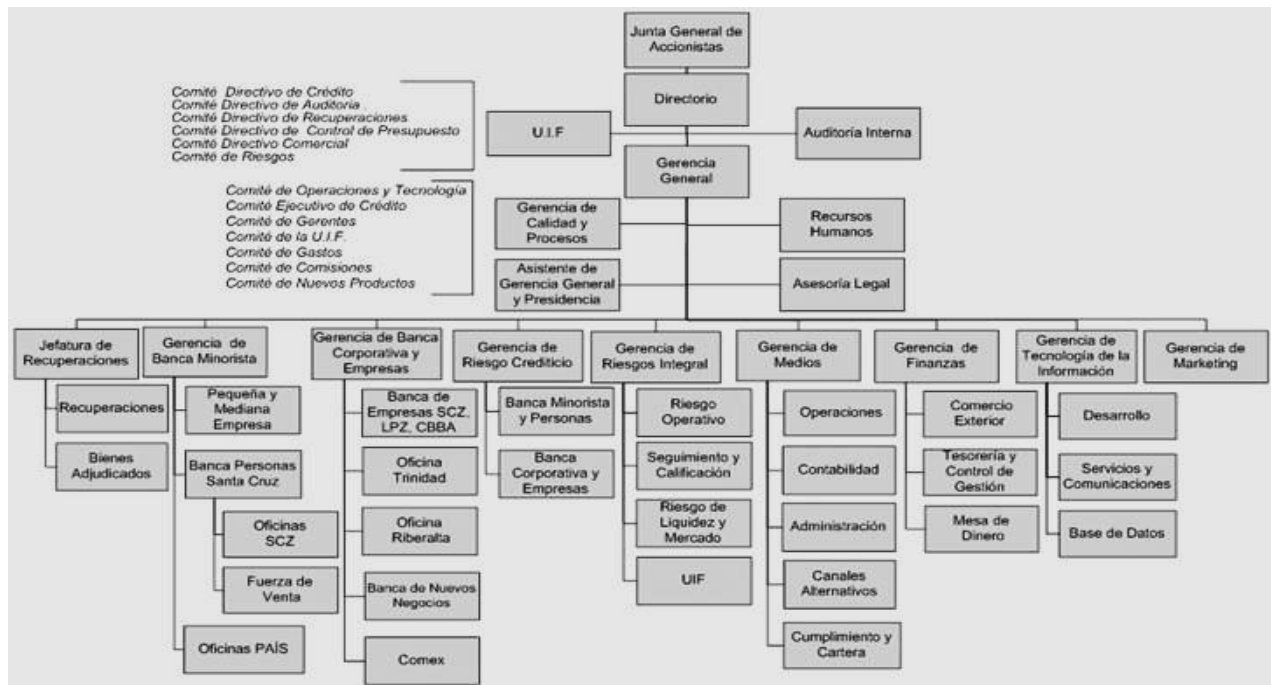 Junta General de
Accionistas
Directorio
Comité Directivo de Crédito
Comité Directivo de Auditoria .
Comité Directivo de Recuperaciones
Comité Directivo de Control de Presupuesto
Comité Directivo Comercial
Comité de Riesgos
U.I.F
Auditoría Interna
Gerencia
General
Comité de Operaciones y Tecnología
Comité Ejecutivo de Crédito
Comité de Gerentes
Comité de la U.I.F.
Comité de Gastos
Comité de Comisiones
Comité de Nuevos Productos
Gerencia de
Calidad y
Procesos
Recursos
Humanos
Asistente de
Gerencia General
y Presidencia
Asesoría Legal
Jefatura de
Recuperaciones
Recuperaciones
Bienes
Adjudicados
Gerencia de
Banca Minorista
Pequeña y
Mediana
Empresa
Banca Personas
Santa Cruz
Oficinas
SCZ
Fuerza de
Venta
Oficinas PAÍS
Gerencia de Banca
Corporativa y
Empresas
Banca de
Empresas SCZ,
LPZ, CBBA
Oficina
Trinidad
Oficina
Riberalta
Banca de Nuevos
Negocios
Comex
Gerencia de
Riesgo Crediticio
Banca Minorista
y Personas
Banca
Corporativa y
Empresas
Gerencia de
Riesgos Integral
Riesgo
Operativo
Seguimiento y
Calificación
Riesgo de
Liquidez y
Mercado
UIF
Gerencia de
Medios
Operaciones
Contabilidad
Administración
Canales
Alternativos
Cumplimiento y
Cartera
Gerencia de
Finanzas
Comercio
Exterior
Tesorería y
Control de
Gestión
Mesa de
Dinero
Gerencia de
Tecnología de la
Información
Desarrollo
Servicios y
Comunicaciones
Base de Datos
Gerencia de
Marketing